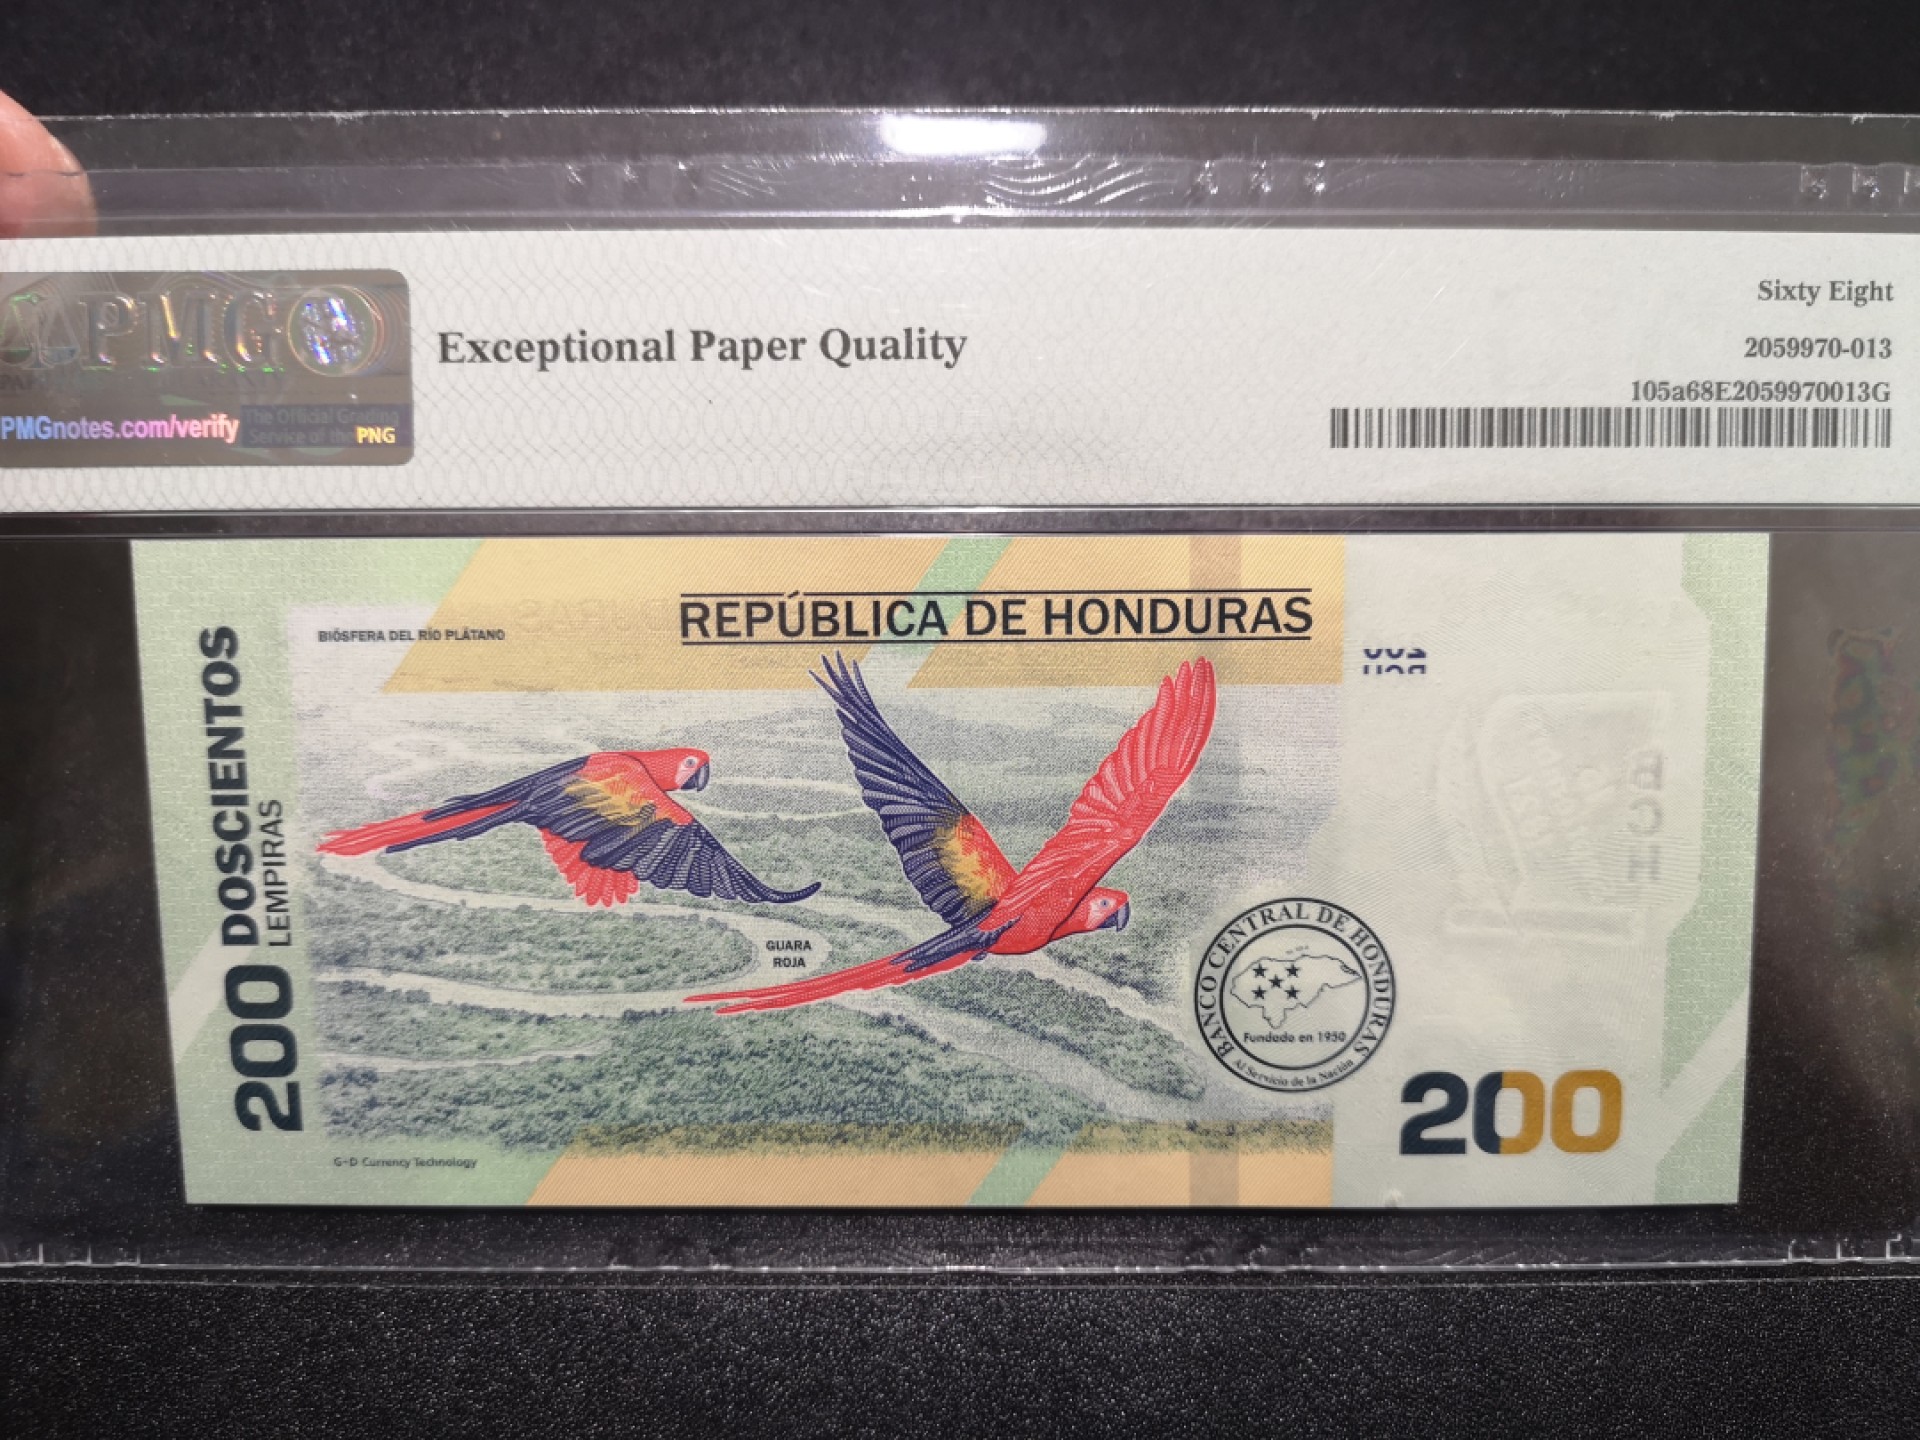 Sixty Eight
PMG
Exceptional Paper Quality
2059970-013
105a68E2059970013G
PMGnotes.com/verify
The Official Grading
Service of the PNG
REPÚBLICA DE HONDURAS
BIÓSFERA DEL RÍO PLÁTANO
200 DOSCIENTOS
LEMPIRAS
GUARA
ROJA
BANCO CENTRAL DE HONDURAS
Fundado en 1950
Al Servicio de la Nación
200
G+D Currency Technology